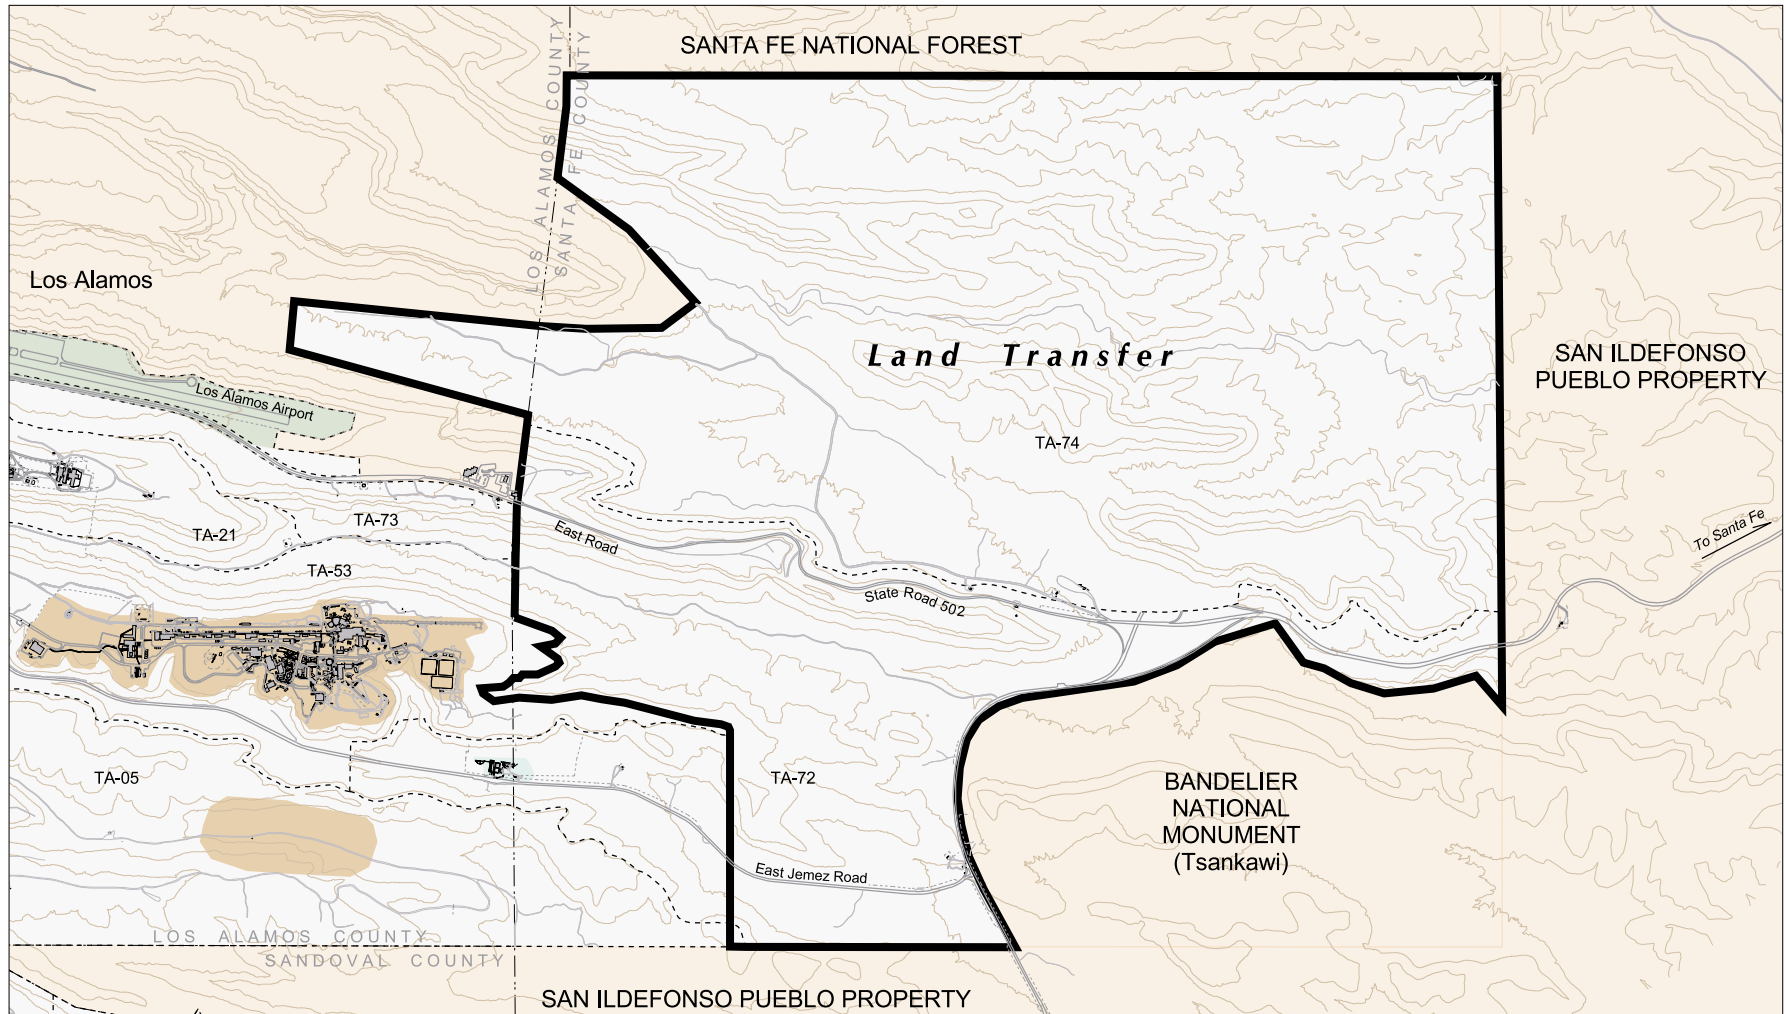 SANTA FE NATIONAL FOREST
LOS ALAMOS COUNTY
SANTA FE COUNTY
Los Alamos
Land Transfer
SAN ILDEFONSO
PUEBLO PROPERTY
Los Alamos Airport
TA-74
To Santa Fe
TA-73
TA-21
East Road
TA-53
State Road 502
TA-05
TA-72
BANDELIER
NATIONAL
MONUMENT
(Tsankawi)
East Jemez Road
LOS ALAMOS COUNTY
SANDOVAL COUNTY
SAN ILDEFONSO PUEBLO PROPERTY